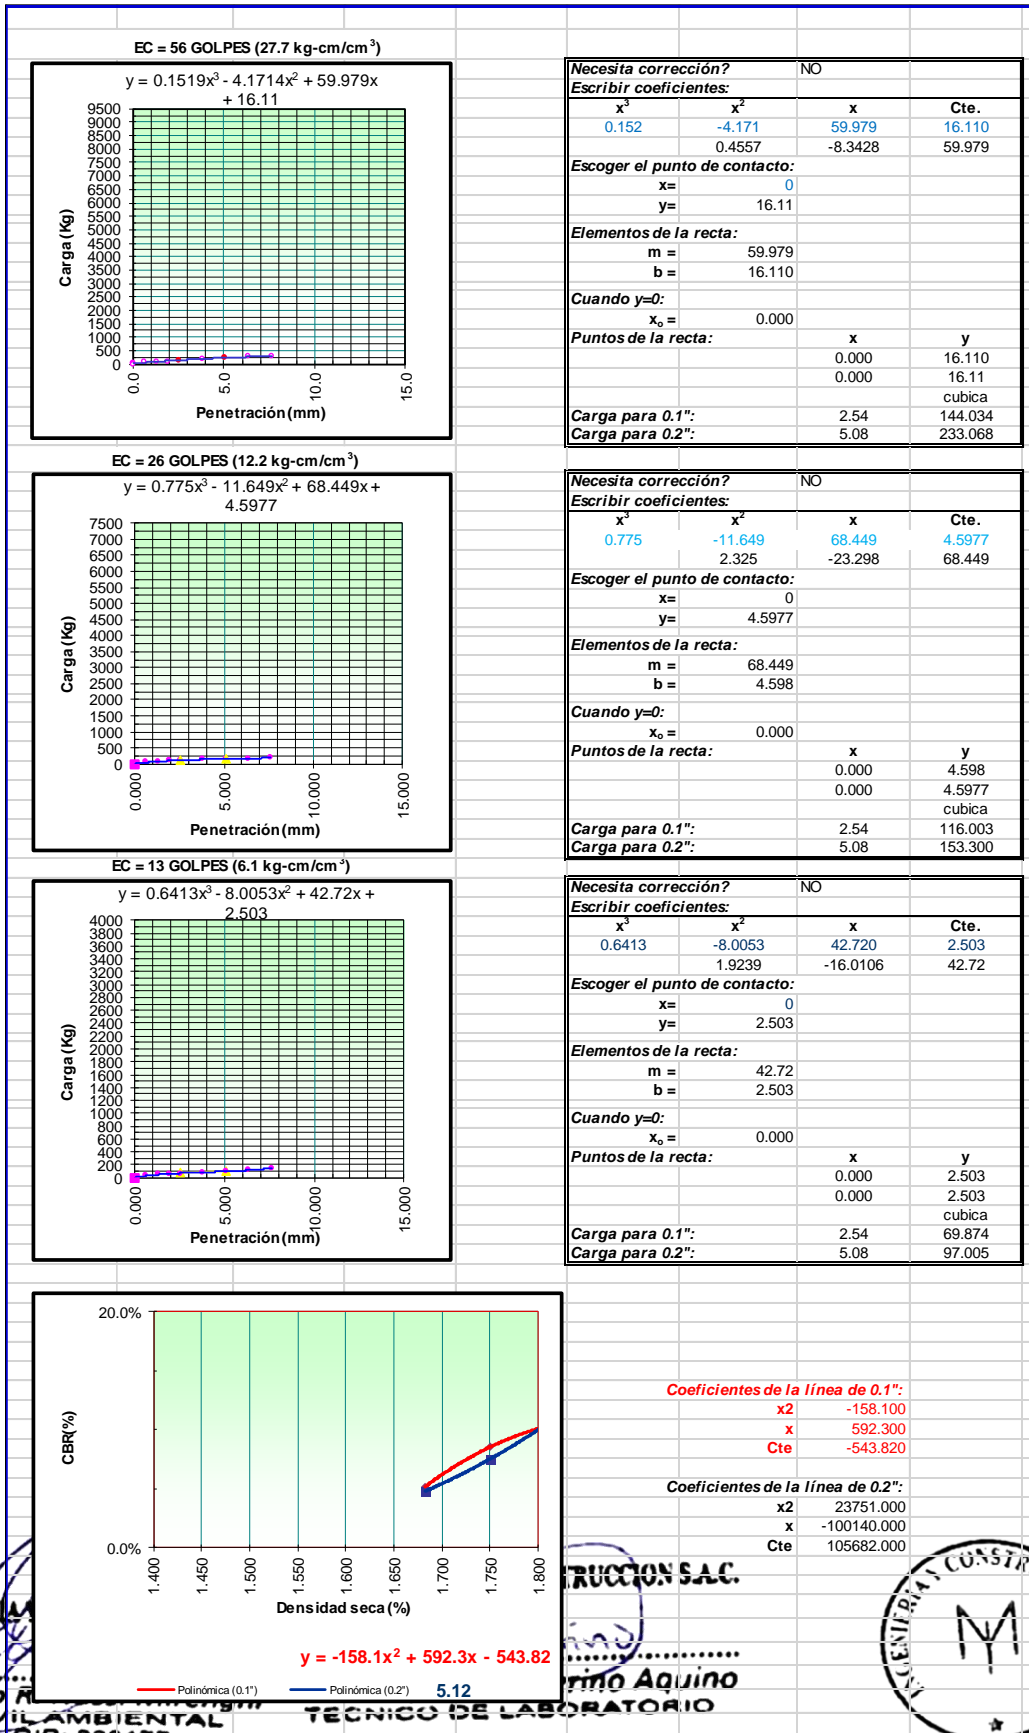 EC = 56 GOLPES (27.7 kg-cm/cm³)
y = 0.1519x³ - 4.1714x² + 59.979x
+ 16.11
9500
9000
8500
8000
7500
7000
6500
6000
5500
5000
4500
4000
3500
3000
2500
2000
1500
1000
500
0
Carga (Kg)
0.0
5.0
10.0
15.0
Penetración (mm)
Necesita corrección? NO
Escribir coeficientes:
x³ x² x Cte.
0.152 -4.171 59.979 16.110
0.4557 -8.3428 59.979
Escoger el punto de contacto:
x= 0
y= 16.11
Elementos de la recta:
m = 59.979
b = 16.110
Cuando y=0:
x₀ = 0.000
Puntos de la recta: x y
0.000 16.110
0.000 16.11
cubica
Carga para 0.1": 2.54 144.034
Carga para 0.2": 5.08 233.068
EC = 26 GOLPES (12.2 kg-cm/cm³)
y = 0.775x³ - 11.649x² + 68.449x +
4.5977
7500
7000
6500
6000
5500
5000
4500
4000
3500
3000
2500
2000
1500
1000
500
0
Carga (Kg)
0.000
5.000
10.000
15.000
Penetración (mm)
Necesita corrección? NO
Escribir coeficientes:
x³ x² x Cte.
0.775 -11.649 68.449 4.5977
2.325 -23.298 68.449
Escoger el punto de contacto:
x= 0
y= 4.5977
Elementos de la recta:
m = 68.449
b = 4.598
Cuando y=0:
x₀ = 0.000
Puntos de la recta: x y
0.000 4.598
0.000 4.5977
cubica
Carga para 0.1": 2.54 116.003
Carga para 0.2": 5.08 153.300
EC = 13 GOLPES (6.1 kg-cm/cm³)
y = 0.6413x³ - 8.0053x² + 42.72x +
2.503
4000
3800
3600
3400
3200
3000
2800
2600
2400
2200
2000
1800
1600
1400
1200
1000
800
600
400
200
0
Carga (Kg)
0.000
5.000
10.000
15.000
Penetración (mm)
Necesita corrección? NO
Escribir coeficientes:
x³ x² x Cte.
0.6413 -8.0053 42.720 2.503
1.9239 -16.0106 42.72
Escoger el punto de contacto:
x= 0
y= 2.503
Elementos de la recta:
m = 42.72
b = 2.503
Cuando y=0:
x₀ = 0.000
Puntos de la recta: x y
0.000 2.503
0.000 2.503
cubica
Carga para 0.1": 2.54 69.874
Carga para 0.2": 5.08 97.005
20.0%
0.0%
CBR(%)
1.400
1.450
1.500
1.550
1.600
1.650
1.700
1.750
1.800
Densidad seca (%)
y = -158.1x² + 592.3x - 543.82
Polinómica (0.1") Polinómica (0.2") 5.12
Coeficientes de la línea de 0.1":
x2 -158.100
x 592.300
Cte -543.820
Coeficientes de la línea de 0.2":
x2 23751.000
x -100140.000
Cte 105682.000
RUCCION S.A.C.
Aquino
IL AMBIENTAL
TECNICO DE LABORATORIO